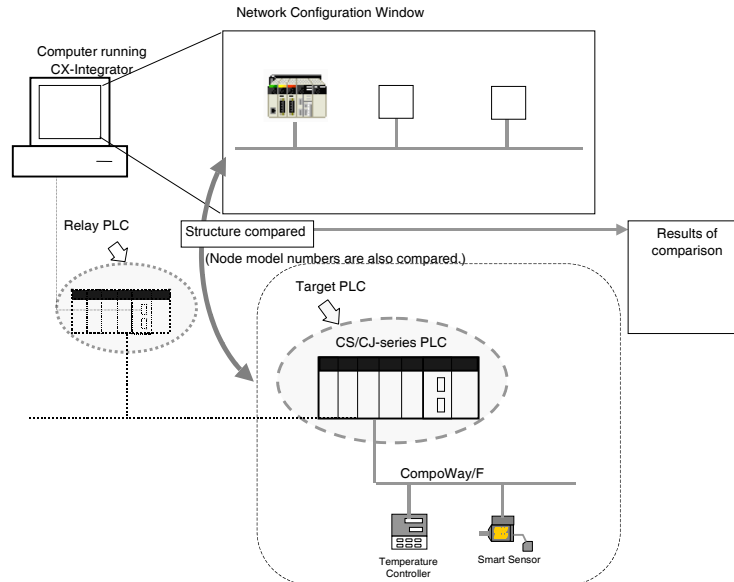 Network Configuration Window
Computer running
CX-Integrator
Relay PLC
Structure compared
(Node model numbers are also compared.)
Results of
comparison
Target PLC
CS/CJ-series PLC
CompoWay/F
Temperature
Controller
Smart Sensor